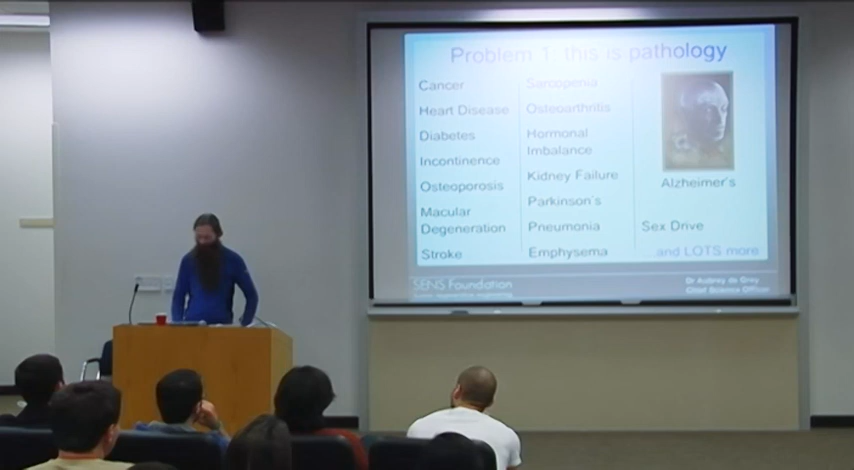 Problem 1 this is pathology
Cancer
Heart Disease
Diabetes
Incontinence
Osteoporosis
Macular
Degeneration
Stroke
Sarcopenia
Osteoarthritis
Hormonal
Imbalance
Kidney Failure
Parkinson's
Pneumonia
Emphysema
Alzheimer's
Sex Drive
and LOTS more
SENS Foundation
Dr Aubrey de Grey
Chief Science Officer